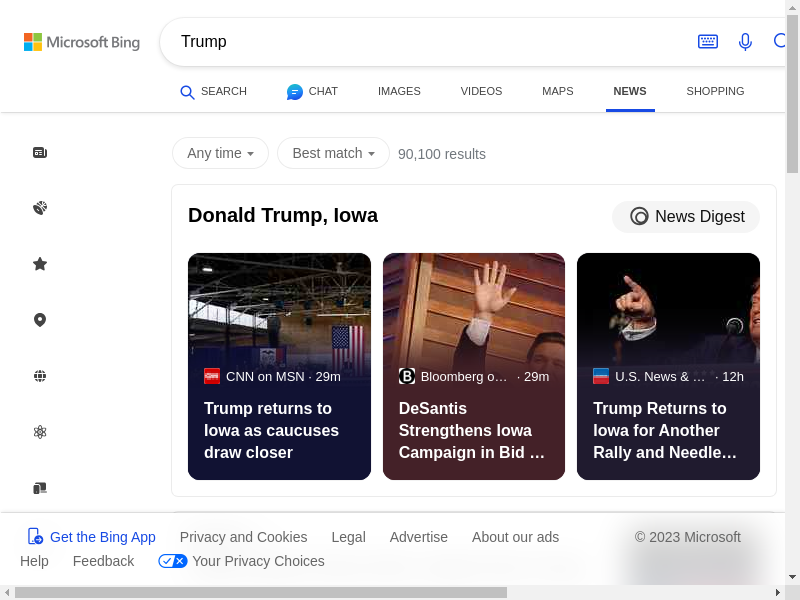 Microsoft Bing
Trump
SEARCH
CHAT
IMAGES
VIDEOS
MAPS
NEWS
SHOPPING
Any time
Best match
90,100 results
Donald Trump, Iowa
News Digest
CNN on MSN · 29m
Trump returns to
Iowa as caucuses
draw closer
B
Bloomberg o… · 29m
DeSantis
Strengthens Iowa
Campaign in Bid …
U.S. News & … · 12h
Trump Returns to
Iowa for Another
Rally and Needle…
Get the Bing App
Privacy and Cookies
Legal
Advertise
About our ads
© 2023 Microsoft
Help
Feedback
Your Privacy Choices